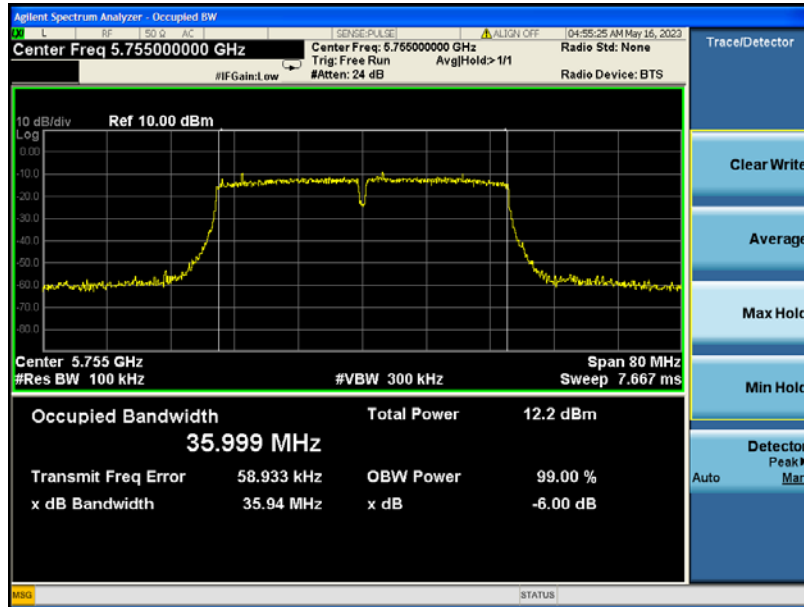 Agilent Spectrum Analyzer - Occupied BW
L RF 50 Ω AC SENSE:PULSE ALIGN OFF 04:55:25 AM May 16, 2023
Center Freq 5.755000000 GHz
Center Freq: 5.755000000 GHz
Radio Std: None
Trig: Free Run Avg|Hold:>1/1
#IFGain:Low
#Atten: 24 dB
Radio Device: BTS
10 dB/div Ref 10.00 dBm
Log
0.00
-10.0
-20.0
-30.0
-40.0
-50.0
-60.0
-70.0
-80.0
Center 5.755 GHz
Span 80 MHz
#Res BW 100 kHz
#VBW 300 kHz
Sweep 7.667 ms
Occupied Bandwidth
35.999 MHz
Total Power 12.2 dBm
Transmit Freq Error 58.933 kHz
OBW Power 99.00 %
x dB Bandwidth 35.94 MHz
x dB -6.00 dB
MSG
STATUS
Trace/Detector
Clear Write
Average
Max Hold
Min Hold
Detector
Peak
Auto Man